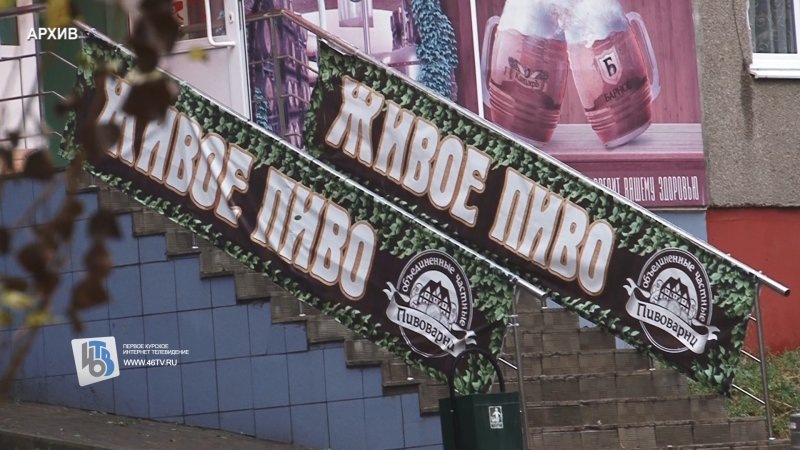 АРХИВ
ЖИВОЕ ПИВО
ОБЪЕДИНЕННЫЕ ЧАСТНЫЕ
Пивоварни
ЖИВОЕ ПИВО
ОБЪЕДИНЕННЫЕ ЧАСТНЫЕ
Пивоварни
Б
ВАШЕМУ ЗДОРОВЬЮ
ПЕРВОЕ КУРСКОЕ
ИНТЕРНЕТ ТЕЛЕВИДЕНИЕ
WWW.46TV.RU